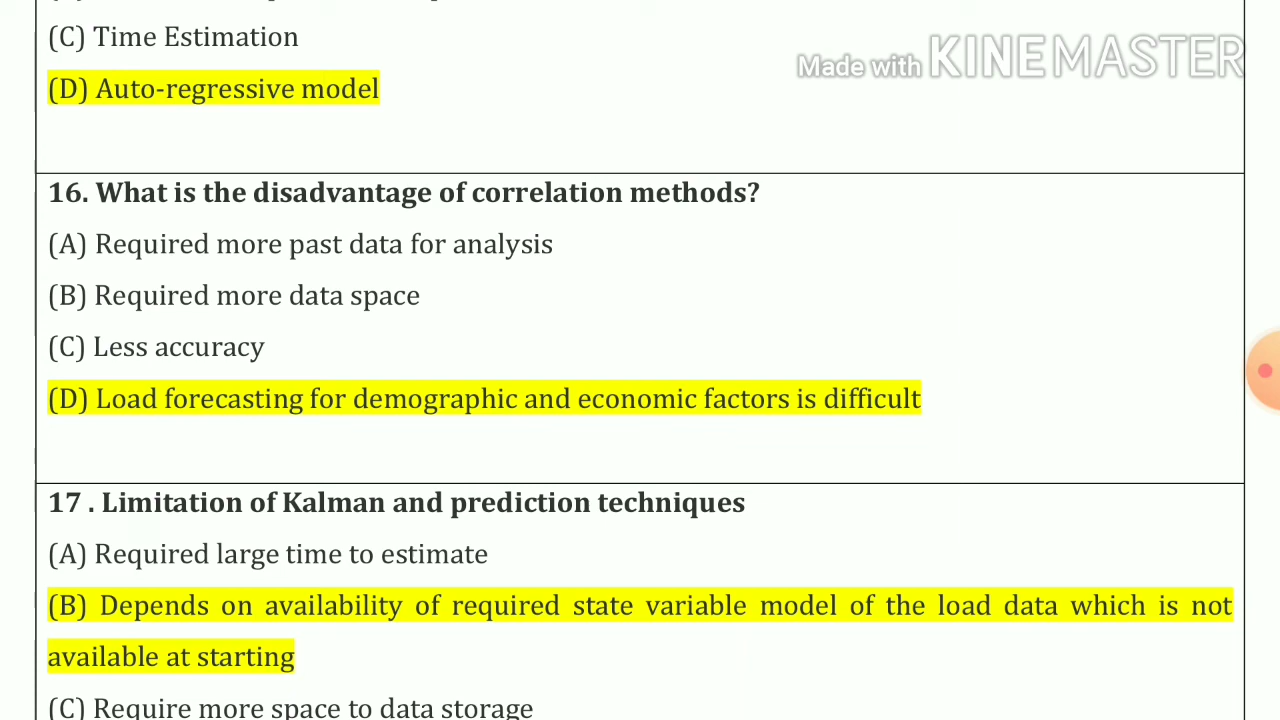 (C) Time Estimation
Made with KINEMASTER
(D) Auto-regressive model
16. What is the disadvantage of correlation methods?
(A) Required more past data for analysis
(B) Required more data space
(C) Less accuracy
(D) Load forecasting for demographic and economic factors is difficult
17 . Limitation of Kalman and prediction techniques
(A) Required large time to estimate
(B) Depends on availability of required state variable model of the load data which is not
available at starting
(C) Require more space to data storage